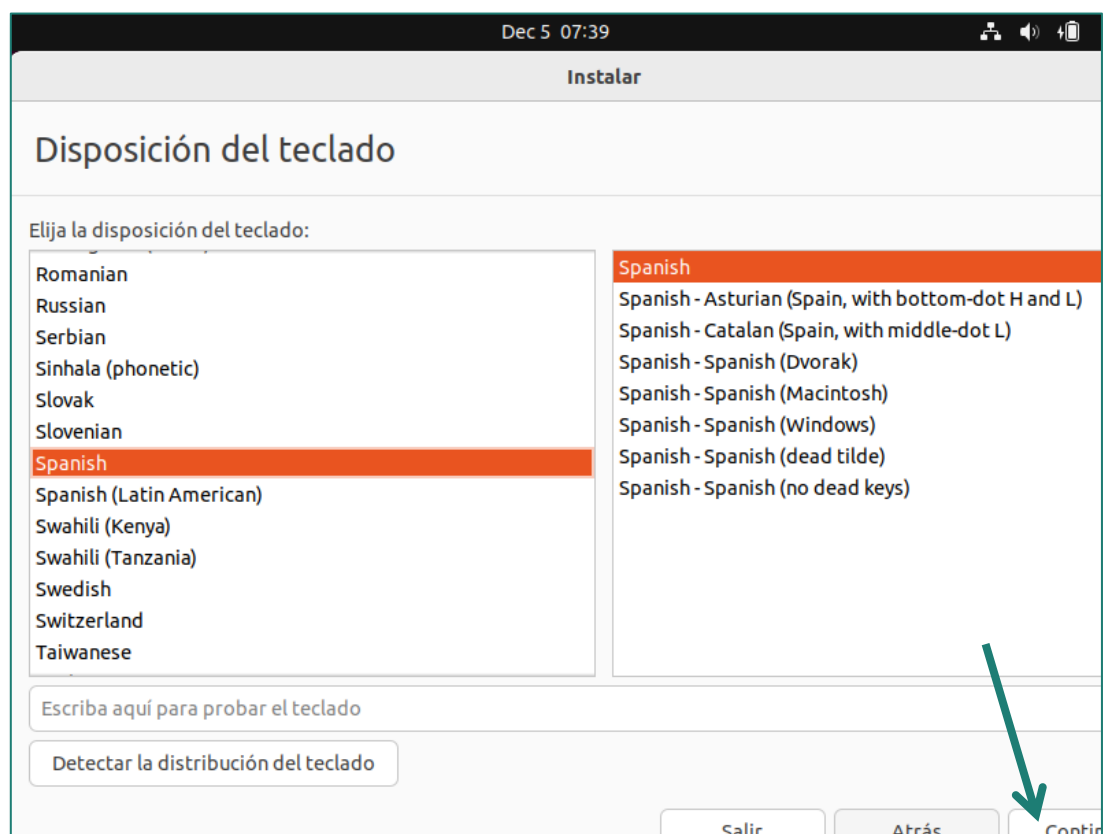 Dec 5 07:39
Instalar
Disposición del teclado
Elija la disposición del teclado:
Romanian
Russian
Serbian
Sinhala (phonetic)
Slovak
Slovenian
Spanish
Spanish (Latin American)
Swahili (Kenya)
Swahili (Tanzania)
Swedish
Switzerland
Taiwanese
Spanish
Spanish - Asturian (Spain, with bottom-dot H and L)
Spanish - Catalan (Spain, with middle-dot L)
Spanish - Spanish (Dvorak)
Spanish - Spanish (Macintosh)
Spanish - Spanish (Windows)
Spanish - Spanish (dead tilde)
Spanish - Spanish (no dead keys)
Escriba aquí para probar el teclado
Detectar la distribución del teclado
Salir Atrás Contin